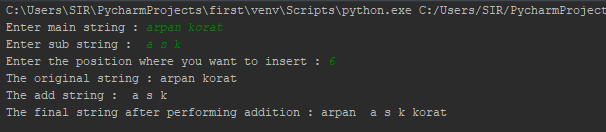 C:\Users\SIR\PycharmProjects\first\venv\Scripts\python.exe C:/Users/SIR/PycharmProject
Enter main string : arpan korat
Enter sub string :  a s k
Enter the position where you want to insert : 6
The original string : arpan korat
The add string :  a s k
The final string after performing addition : arpan  a s k korat